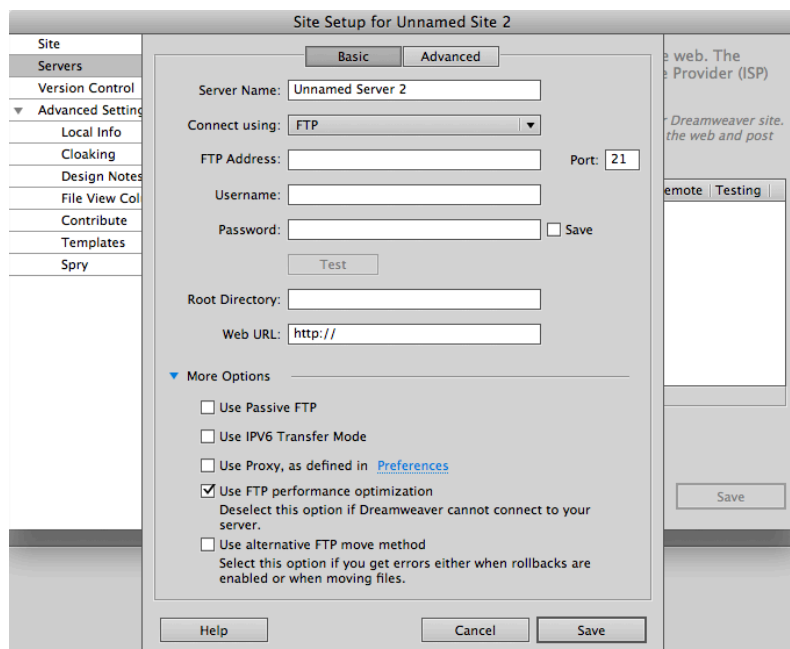 Site Setup for Unnamed Site 2
Site
Servers
Version Control
Advanced Setting
Local Info
Cloaking
Design Notes
File View Col
Contribute
Templates
Spry
Basic
Advanced
Server Name: Unnamed Server 2
Connect using: FTP
FTP Address:
Port: 21
Username:
Password:
Save
Test
Root Directory:
Web URL: http://
More Options
Use Passive FTP
Use IPV6 Transfer Mode
Use Proxy, as defined in Preferences
Use FTP performance optimization
Deselect this option if Dreamweaver cannot connect to your
server.
Use alternative FTP move method
Select this option if you get errors either when rollbacks are
enabled or when moving files.
Help
Cancel
Save
e web. The
e Provider (ISP)
r Dreamweaver site.
the web and post
emote Testing
Save